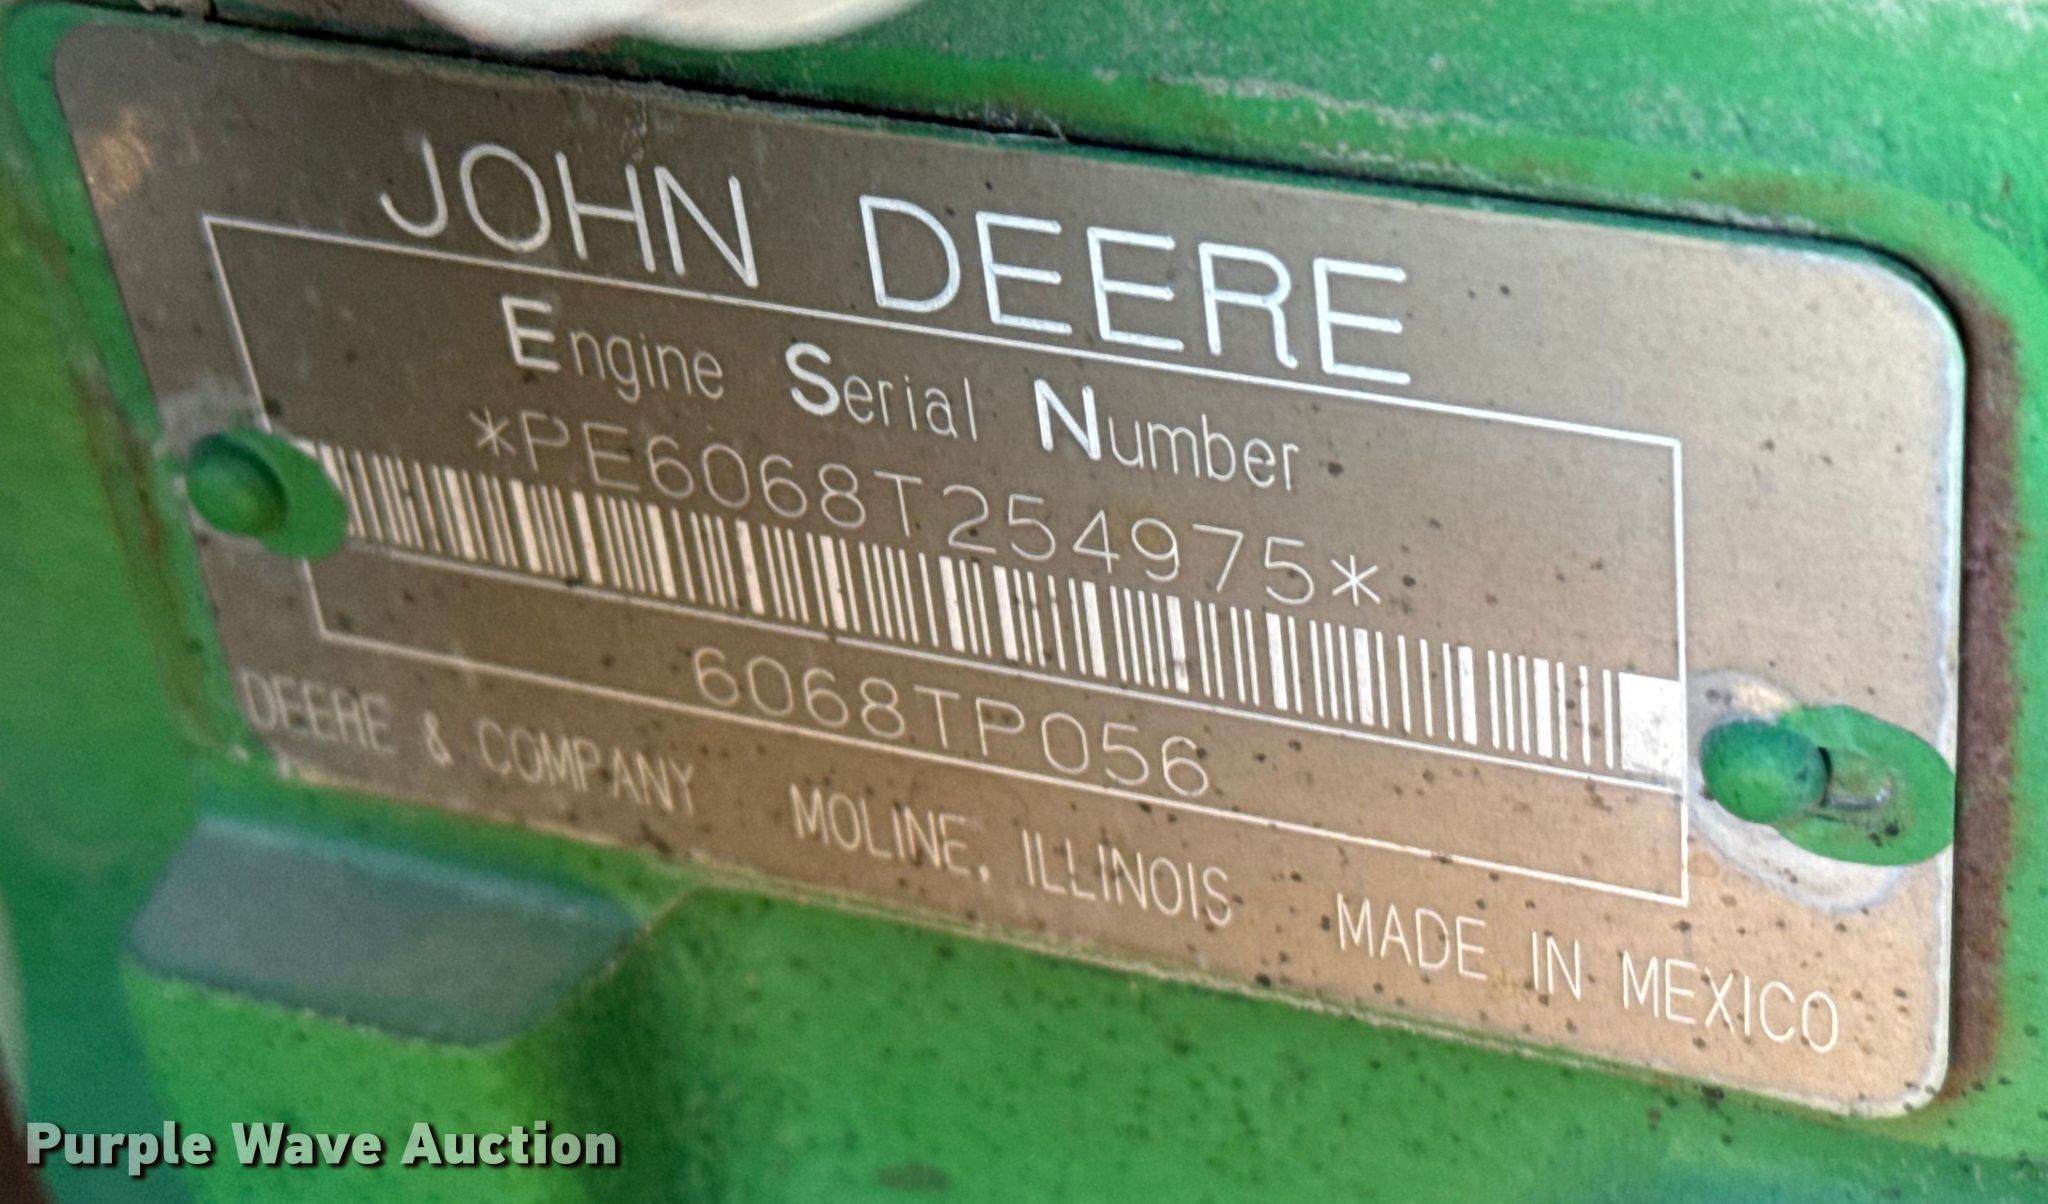 JOHN DEERE
Engine Serial Number
*PE6068T254975*
6068TP056
DEERE & COMPANY MOLINE, ILLINOIS MADE IN MEXICO
Purple Wave Auction